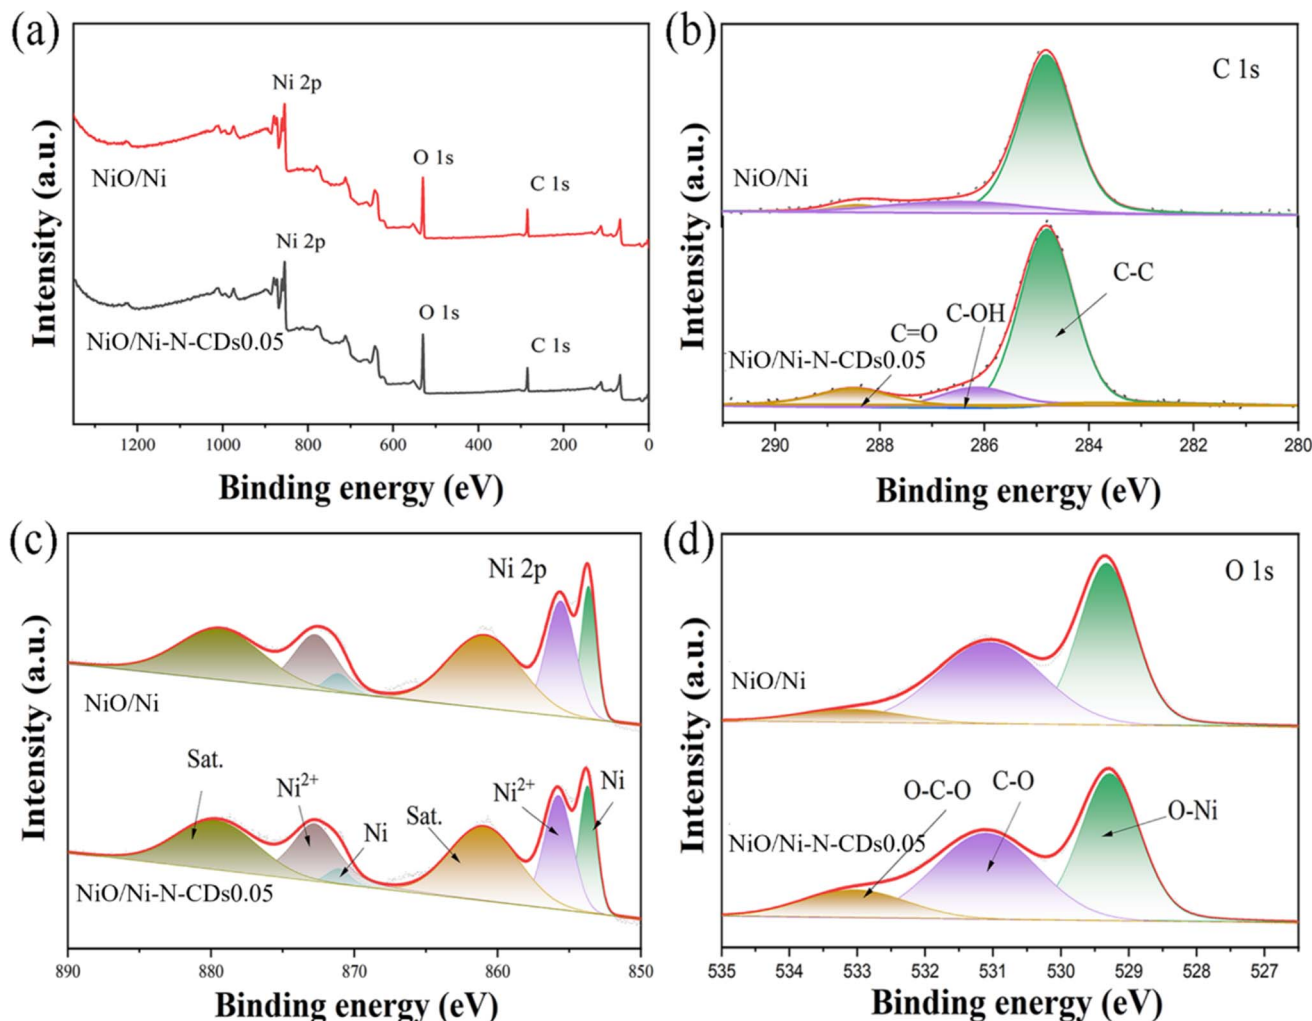 (a)
Ni 2p
O 1s
C 1s
NiO/Ni
Ni 2p
O 1s
C 1s
NiO/Ni-N-CDs0.05
Intensity (a.u.)
1200 1000 800 600 400 200 0
Binding energy (eV)
(b)
C 1s
NiO/Ni
C-C
C-OH
C=O
NiO/Ni-N-CDs0.05
Intensity (a.u.)
290 288 286 284 282 280
Binding energy (eV)
(c)
Ni 2p
NiO/Ni
Sat.
Ni²⁺
Ni
Sat.
Ni²⁺
Ni
NiO/Ni-N-CDs0.05
Intensity (a.u.)
890 880 870 860 850
Binding energy (eV)
(d)
O 1s
NiO/Ni
O-C-O
C-O
O-Ni
NiO/Ni-N-CDs0.05
Intensity (a.u.)
535 534 533 532 531 530 529 528 527
Binding energy (eV)